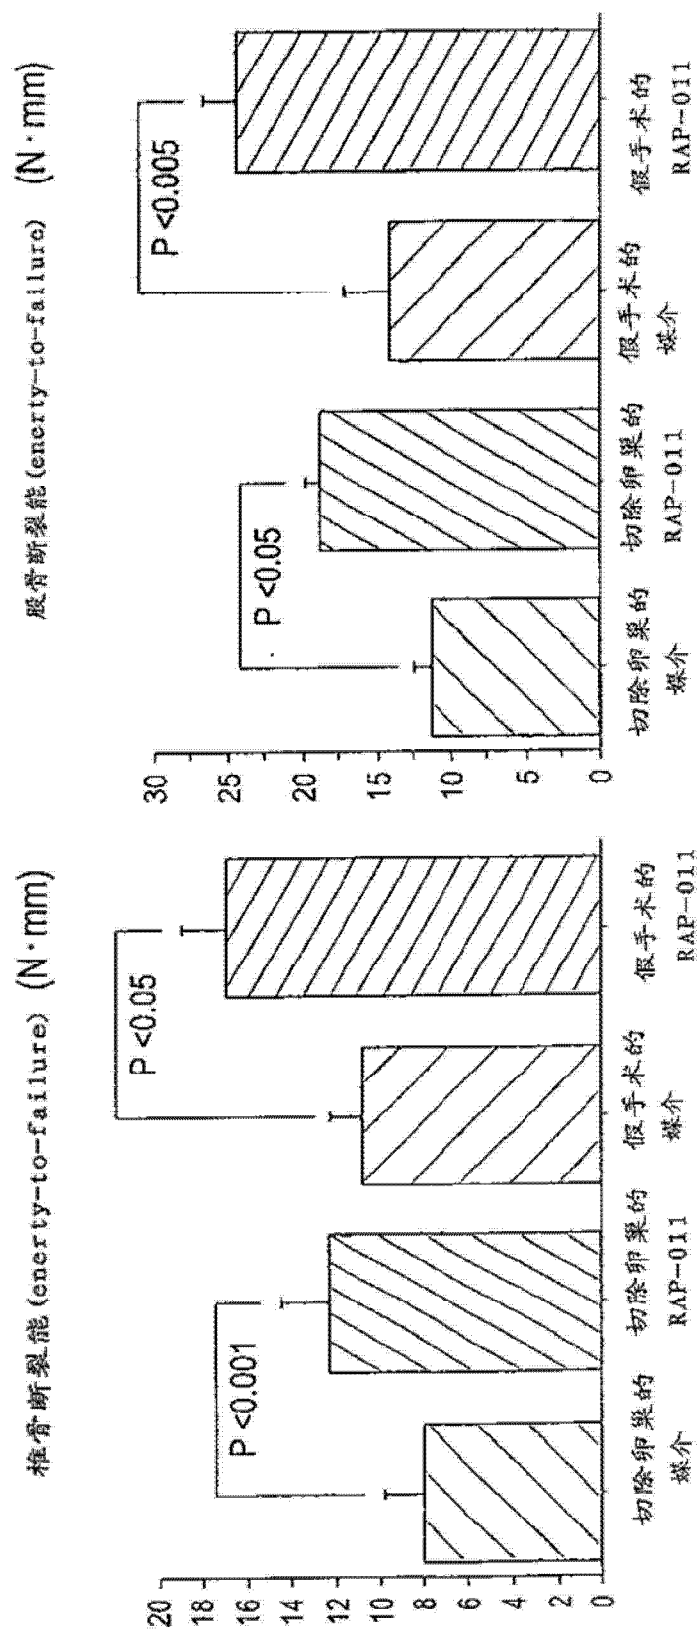 椎骨断裂能(enerty-to-failure) (N·mm)
20
18
16
14
12
10
8
6
4
2
0
P <0.001
P <0.05
切除卵巢的
媒介
切除卵巢的
RAP-011
假手术的
媒介
假手术的
RAP-011
股骨断裂能(enerty-to-failure) (N·mm)
30
25
20
15
10
5
0
P <0.05
P <0.005
切除卵巢的
媒介
切除卵巢的
RAP-011
假手术的
媒介
假手术的
RAP-011